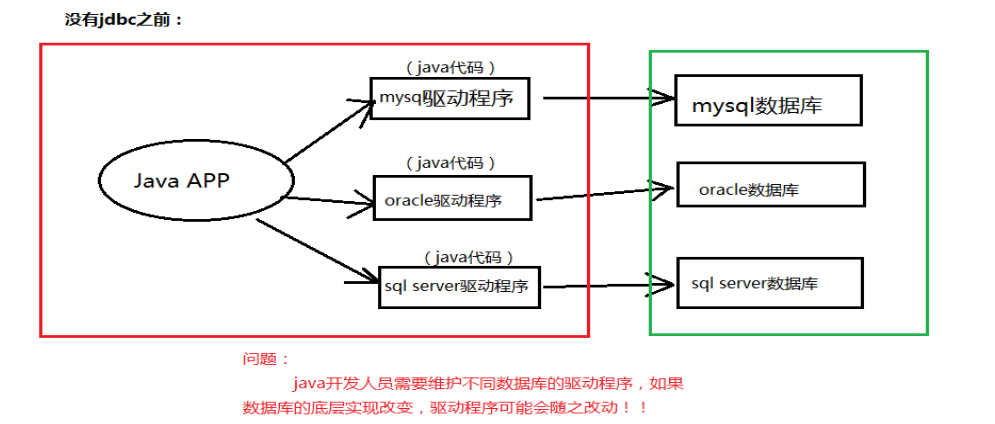 没有jdbc之前：
（java代码）
mysql驱动程序
mysql数据库
（java代码）
Java APP
oracle驱动程序
oracle数据库
（java代码）
sql server驱动程序
sql server数据库
问题：
java开发人员需要维护不同数据库的驱动程序，如果
数据库的底层实现改变，驱动程序可能会随之改动！！